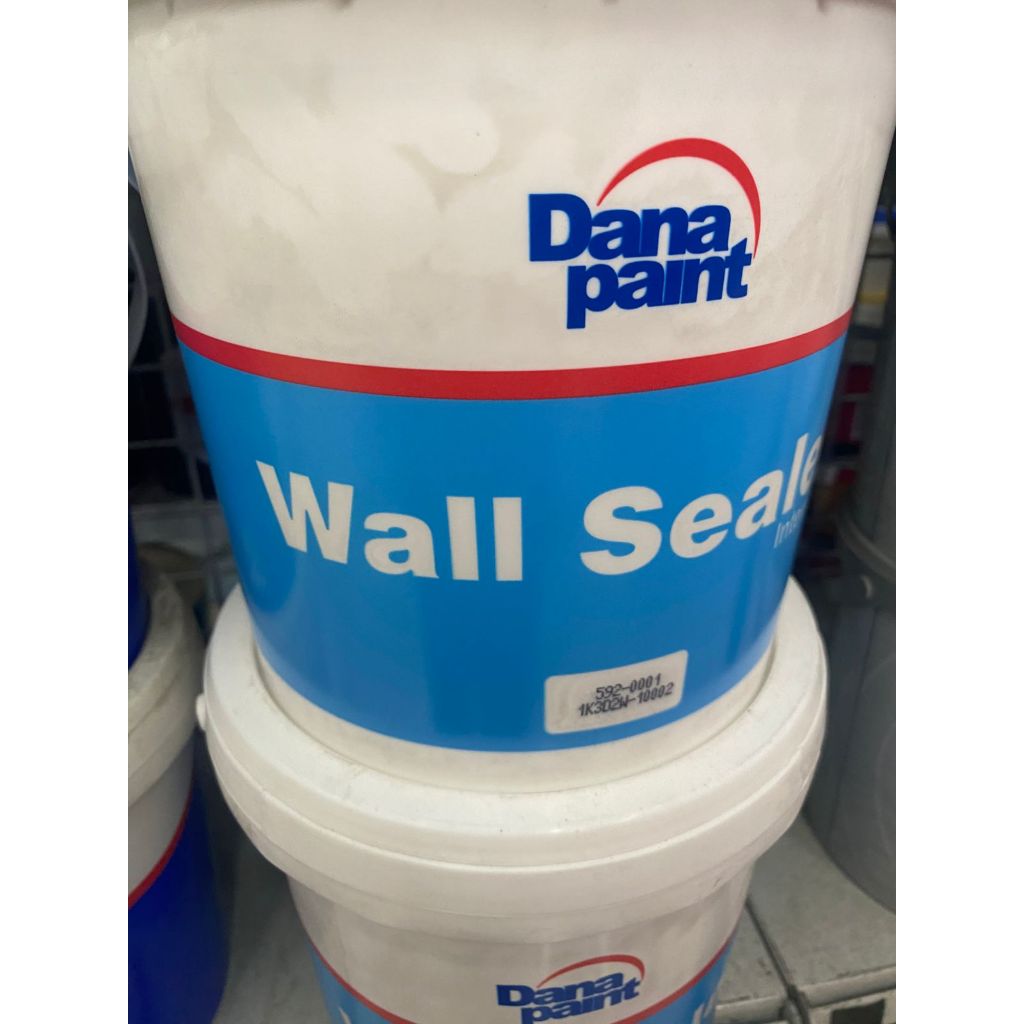 Dana
paint
Wall Seale
592-0001
1K3D2W-10002
Dana
paint